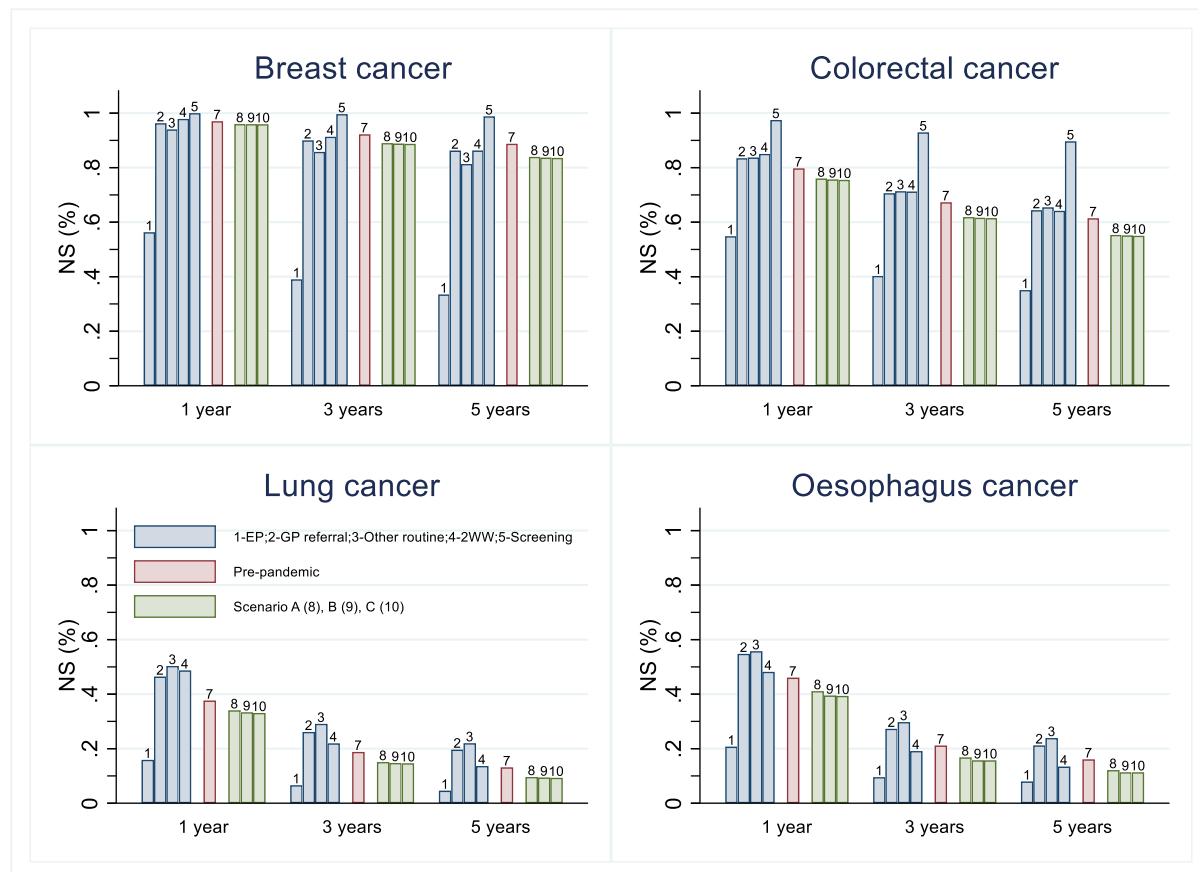 Breast cancer
NS (%)
0 .2 .4 .6 .8 1
1 2 3 4 5 7 8 9 10
1 2 3 4 5 7 8 9 10
1 2 3 4 5 7 8 9 10
1 year 3 years 5 years
Colorectal cancer
NS (%)
0 .2 .4 .6 .8 1
1 2 3 4 5 7 8 9 10
1 2 3 4 5 7 8 9 10
1 2 3 4 5 7 8 9 10
1 year 3 years 5 years
Lung cancer
NS (%)
0 .2 .4 .6 .8 1
1-EP;2-GP referral;3-Other routine;4-2WW;5-Screening
Pre-pandemic
Scenario A (8), B (9), C (10)
1 2 3 4 7 8 9 10
1 2 3 4 7 8 9 10
1 2 3 4 7 8 9 10
1 year 3 years 5 years
Oesophagus cancer
NS (%)
0 .2 .4 .6 .8 1
1 2 3 4 7 8 9 10
1 2 3 4 7 8 9 10
1 2 3 4 7 8 9 10
1 year 3 years 5 years